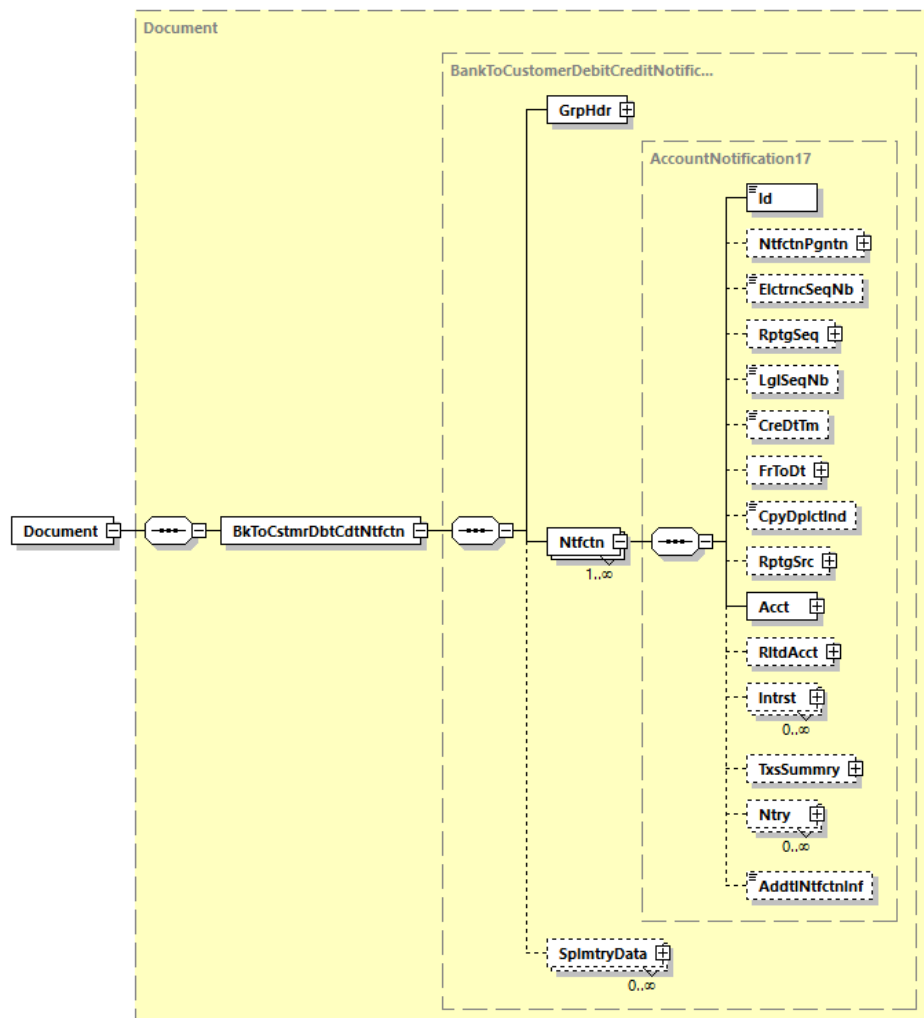 Document
BankToCustomerDebitCreditNotific...
GrpHdr
AccountNotification17
Id
NtfctnPgntn
ElctrncSeqNb
RptgSeq
LglSeqNb
CreDtTm
FrToDt
CpyDplctInd
Document
BkToCstmrDbtCdtNtfctn
Ntfctn
1..∞
RptgSrc
Acct
RltdAcct
Intrst
0..∞
TxsSummry
Ntry
0..∞
AddtlNtfctnInf
SplmtryData
0..∞